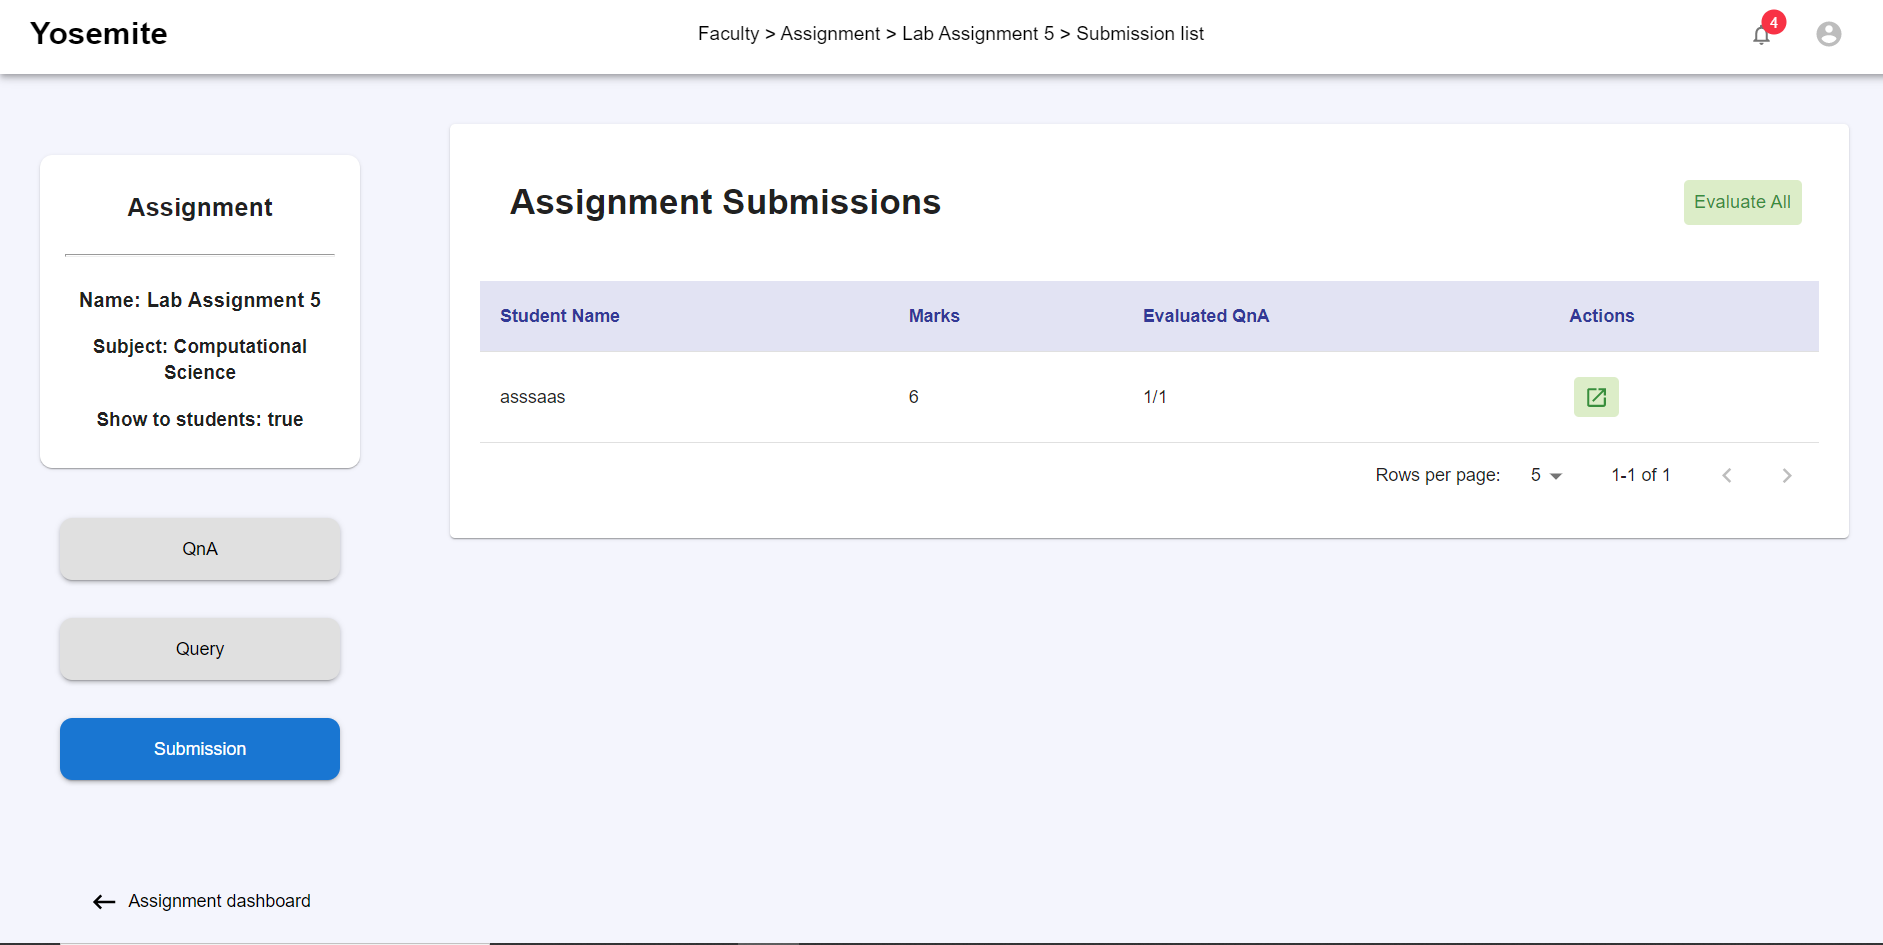 Yosemite
Faculty > Assignment > Lab Assignment 5 > Submission list
4
Assignment
Name: Lab Assignment 5
Subject: Computational
Science
Show to students: true
QnA
Query
Submission
Assignment dashboard
Assignment Submissions
Evaluate All
Student Name Marks Evaluated QnA Actions
asssaas 6 1/1
Rows per page: 5 1-1 of 1